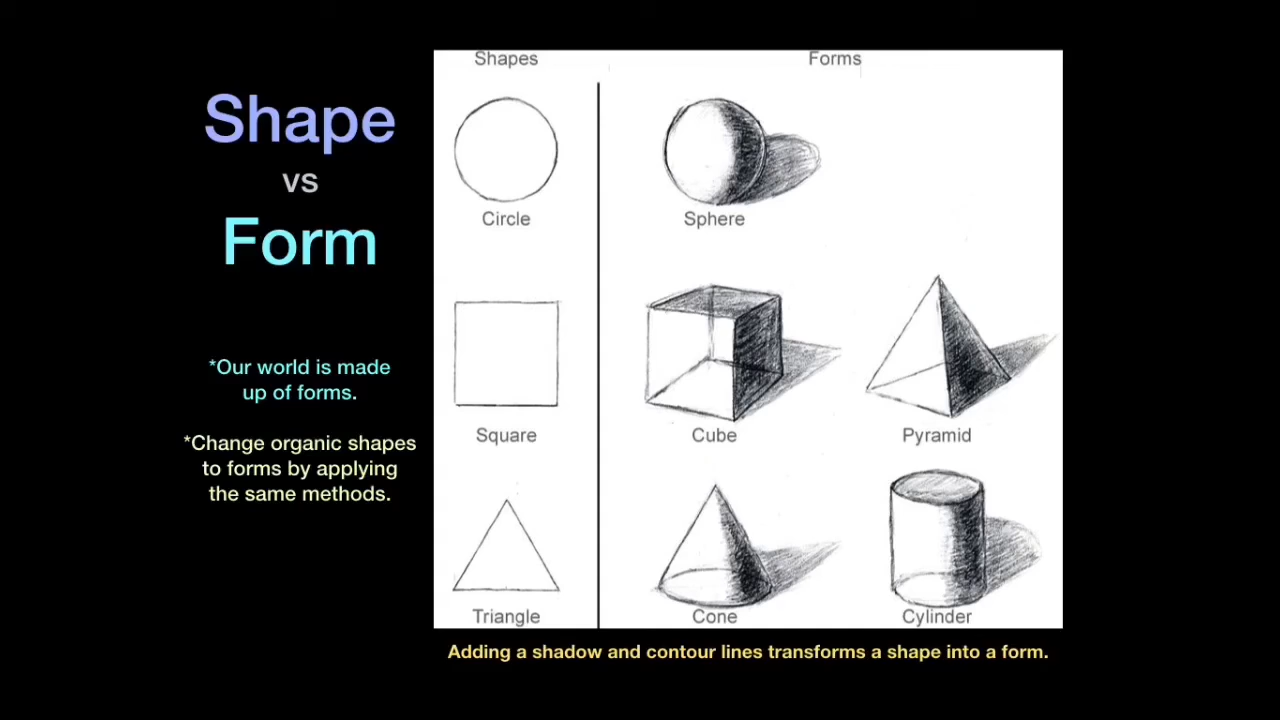 Shape
vs
Form
*Our world is made
up of forms.
*Change organic shapes
to forms by applying
the same methods.
Shapes
Forms
Circle
Sphere
Square
Cube
Pyramid
Triangle
Cone
Cylinder
Adding a shadow and contour lines transforms a shape into a form.